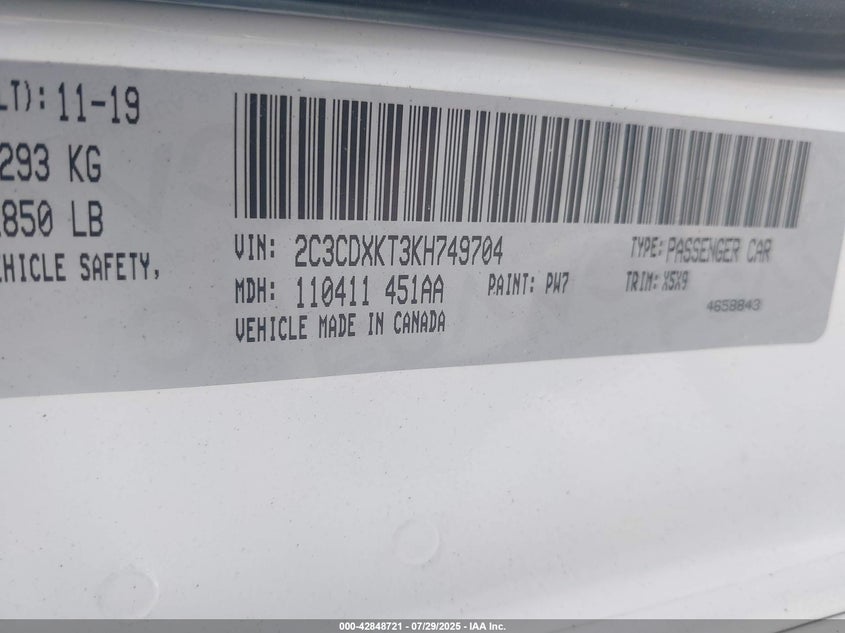 LT): 11-19
293 KG
850 LB
EHICLE SAFETY,
VIN: 2C3CDXKT3KH749704
TYPE: PASSENGER CAR
MDH: 110411 451AA
PAINT: PW7
TRIM: X5X9
4658843
VEHICLE MADE IN CANADA
000-42848721 | 07/29/2025 - IAA Inc.